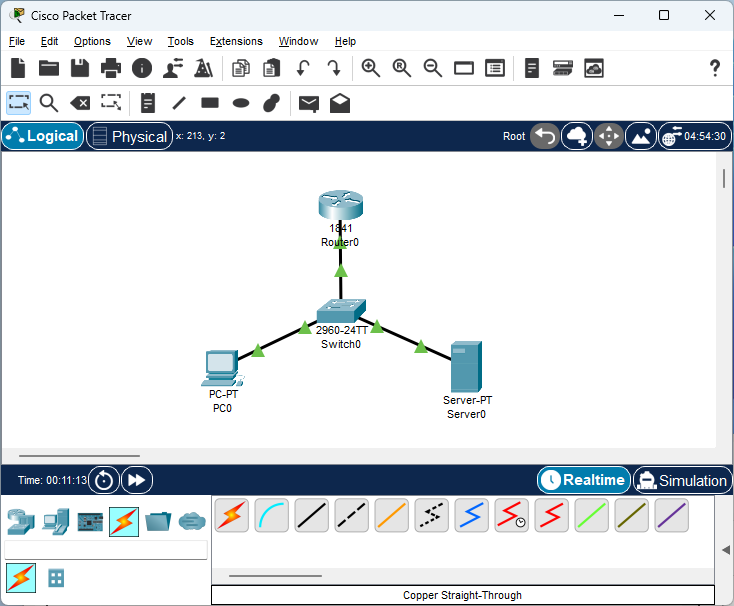 Cisco Packet Tracer
File Edit Options View Tools Extensions Window Help
Logical Physical x: 213, y: 2 Root 04:54:30
1841
Router0
2960-24TT
Switch0
PC-PT
PC0
Server-PT
Server0
Time: 00:11:13 Realtime Simulation
Copper Straight-Through